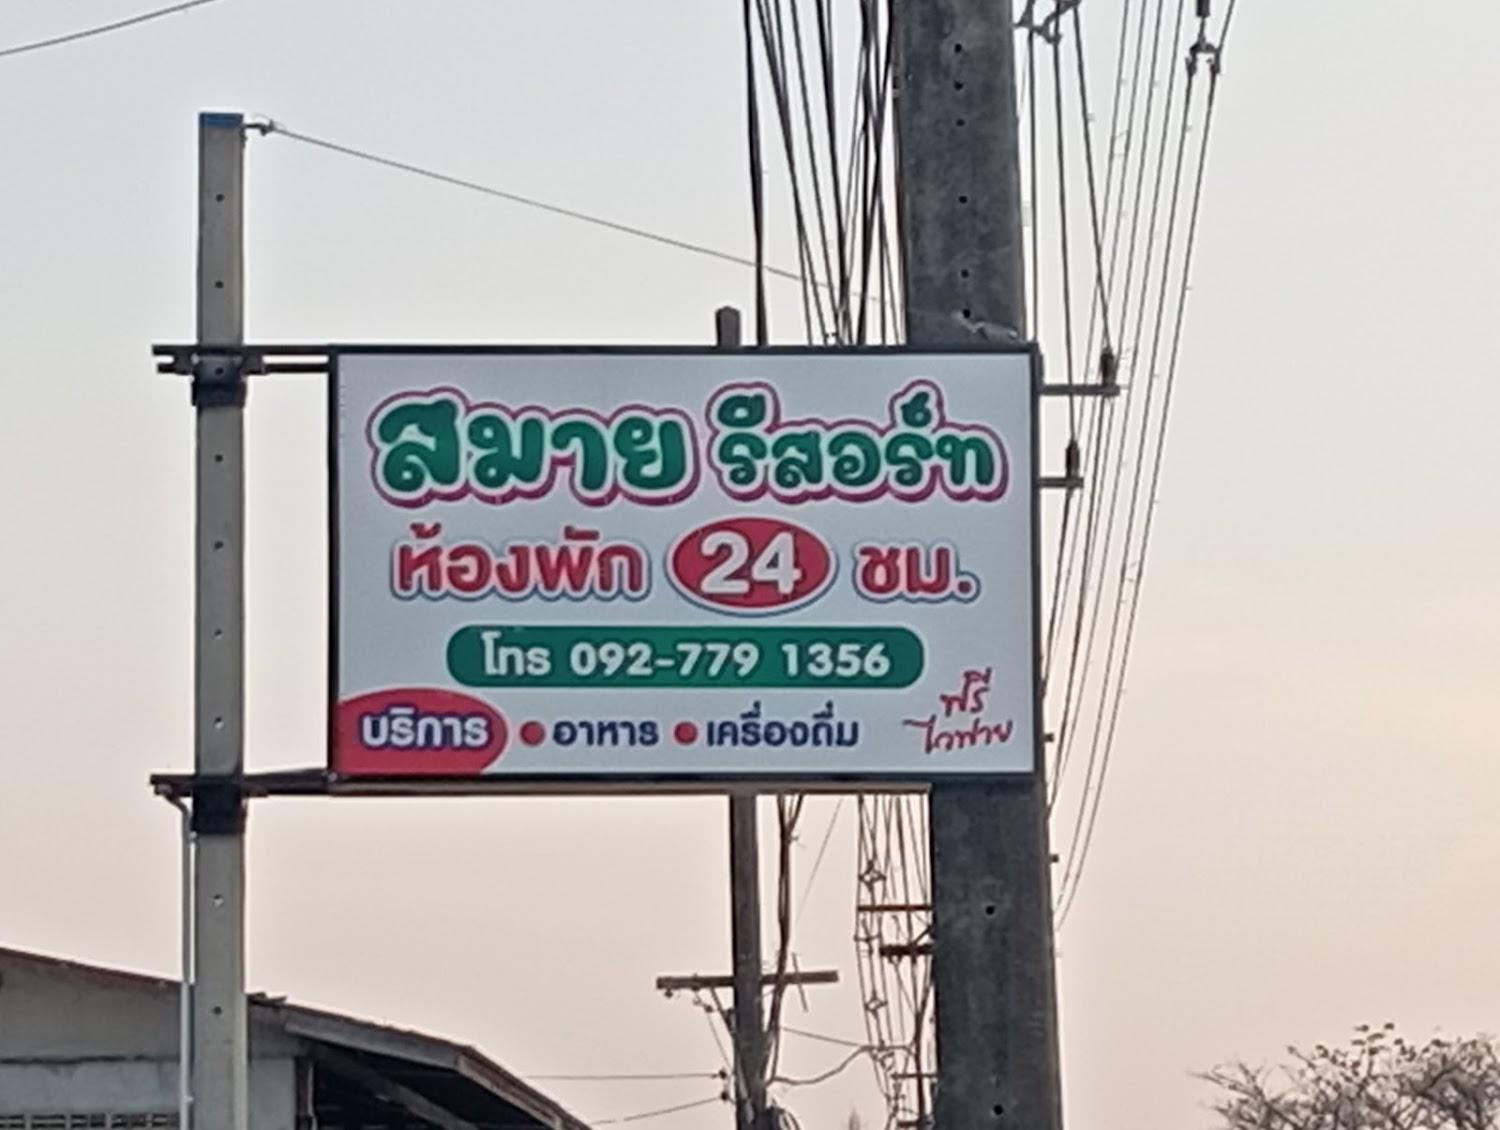 สมาย รีสอร์ท
ห้องพัก 24 ชม.
โทร 092-779 1356
บริการ • อาหาร • เครื่องดื่ม
ฟรี
ไวฟาย